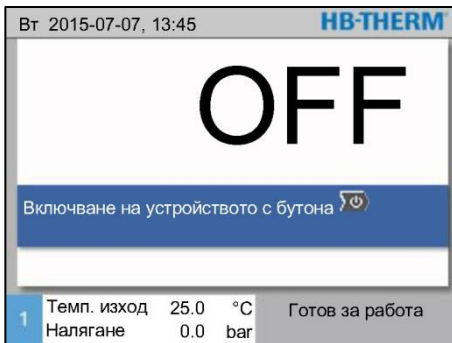 Вт 2015-07-07, 13:45 HB-THERM®
OFF
Включване на устройството с бутона
1 Темп. изход 25.0 °C Готов за работа
Налягане 0.0 bar